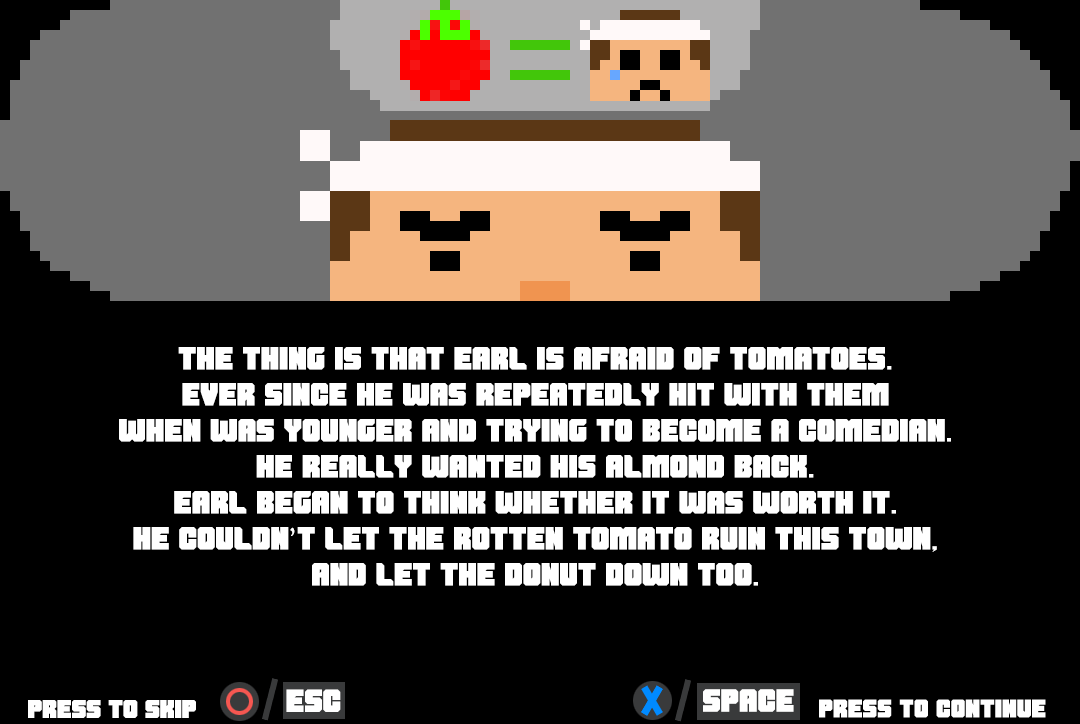 THE THING IS THAT EARL IS AFRAID OF TOMATOES.
EVER SINCE HE WAS REPEATEDLY HIT WITH THEM
WHEN WAS YOUNGER AND TRYING TO BECOME A COMEDIAN.
HE REALLY WANTED HIS ALMOND BACK.
EARL BEGAN TO THINK WHETHER IT WAS WORTH IT.
HE COULDN'T LET THE ROTTEN TOMATO RUIN THIS TOWN,
AND LET THE DONUT DOWN TOO.
PRESS TO SKIP O / ESC
X / SPACE PRESS TO CONTINUE